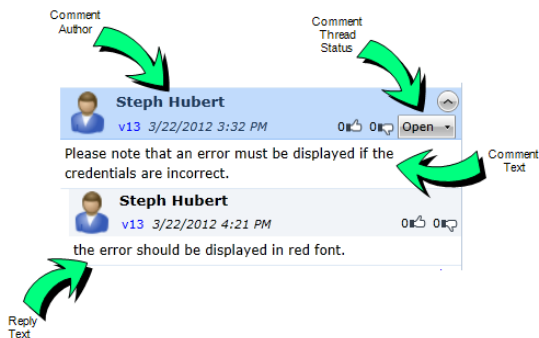 Comment
Author
Comment
Thread
Status
Steph Hubert
v13 3/22/2012 3:32 PM 0 0 Open
Please note that an error must be displayed if the
credentials are incorrect.
Comment
Text
Steph Hubert
v13 3/22/2012 4:21 PM 0 0
the error should be displayed in red font.
Reply
Text